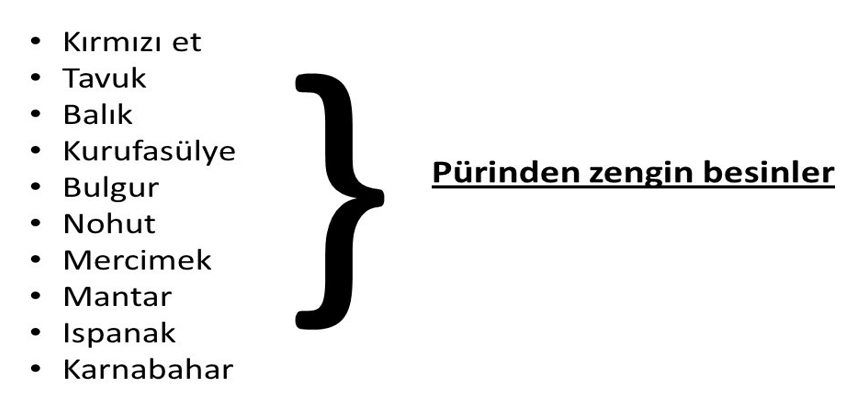 • Kırmızı et
• Tavuk
• Balık
• Kurufasülye
• Bulgur
• Nohut
• Mercimek
• Mantar
• Ispanak
• Karnabahar
Pürinden zengin besinler